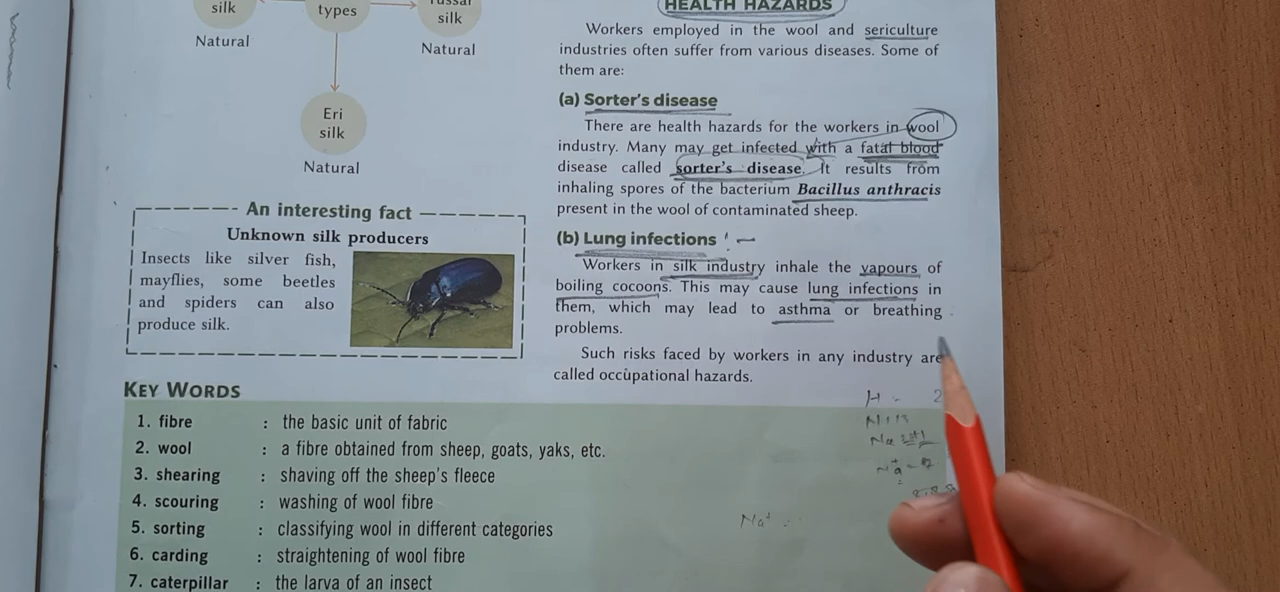 silk
types
silk
Natural
Natural
Eri
silk
Natural
An interesting fact
Unknown silk producers
Insects like silver fish,
mayflies, some beetles
and spiders can also
produce silk.
HEALTH HAZARDS
Workers employed in the wool and sericulture
industries often suffer from various diseases. Some of
them are:
(a) Sorter's disease
There are health hazards for the workers in wool
industry. Many may get infected with a fatal blood
disease called sorter's disease. It results from
inhaling spores of the bacterium Bacillus anthracis
present in the wool of contaminated sheep.
(b) Lung infections
Workers in silk industry inhale the vapours of
boiling cocoons. This may cause lung infections in
them, which may lead to asthma or breathing
problems.
Such risks faced by workers in any industry are
called occupational hazards.
KEY WORDS
1. fibre : the basic unit of fabric
2. wool : a fibre obtained from sheep, goats, yaks, etc.
3. shearing : shaving off the sheep's fleece
4. scouring : washing of wool fibre
5. sorting : classifying wool in different categories
6. carding : straightening of wool fibre
7. caterpillar : the larva of an insect
Na+